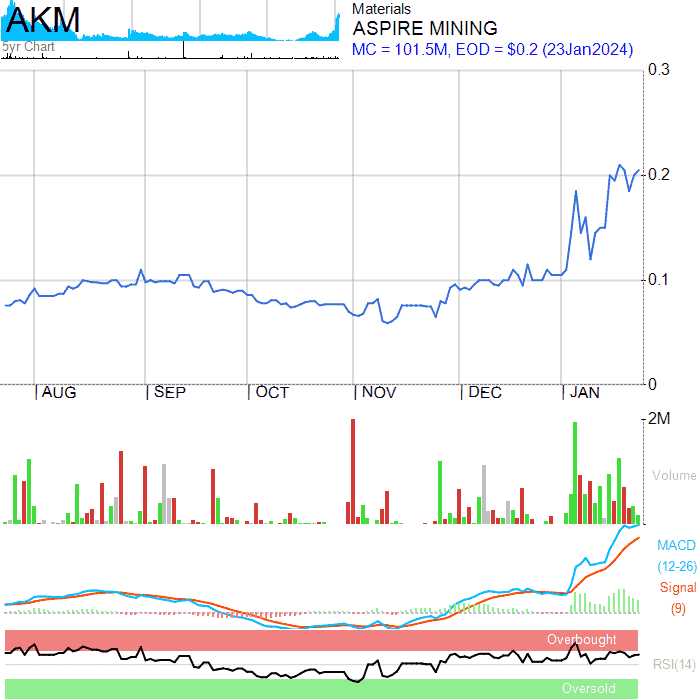 AKM
5yr Chart
Materials
ASPIRE MINING
MC = 101.5M, EOD = $0.2 (23Jan2024)
0.3
0.2
0.1
0
AUG SEP OCT NOV DEC JAN
2M
Volume
MACD
(12-26)
Signal
(9)
Overbought
RSI(14)
Oversold